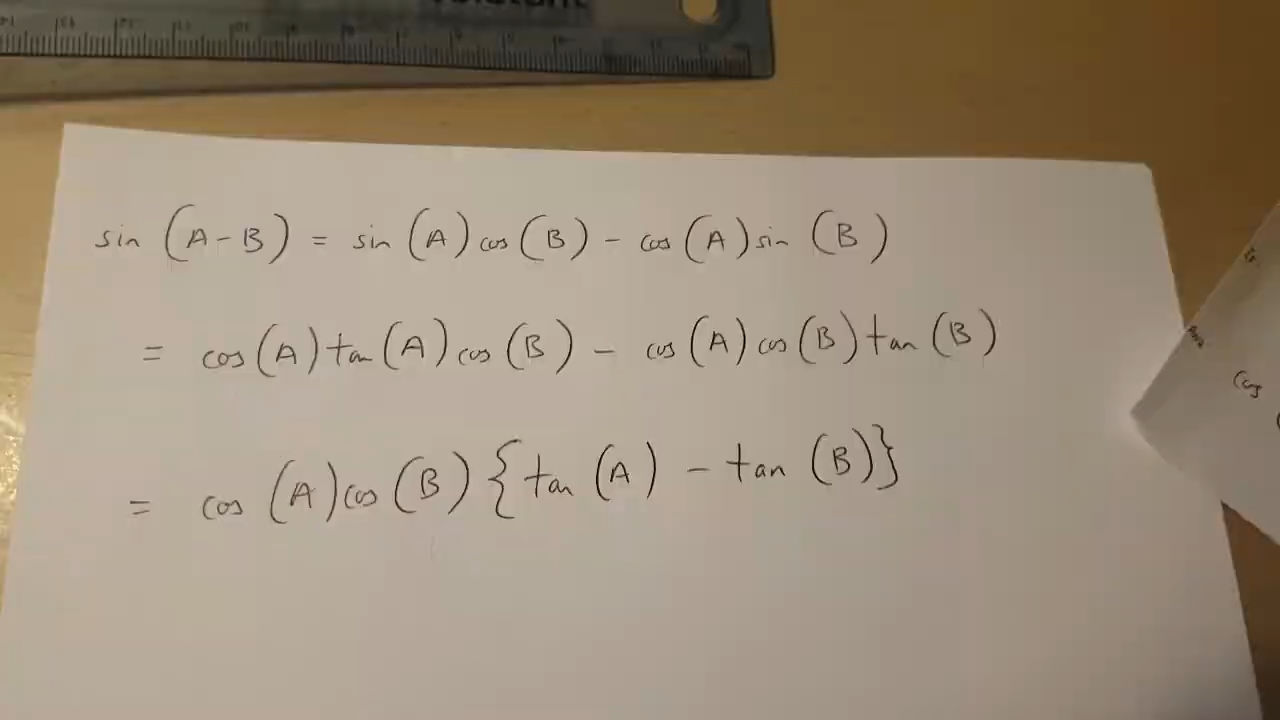 sin (A-B) = sin (A) cos (B) - cos (A) sin (B)
= cos (A) tan (A) cos (B) - cos (A) cos (B) tan (B)
= cos (A) cos (B) {tan (A) - tan (B)}